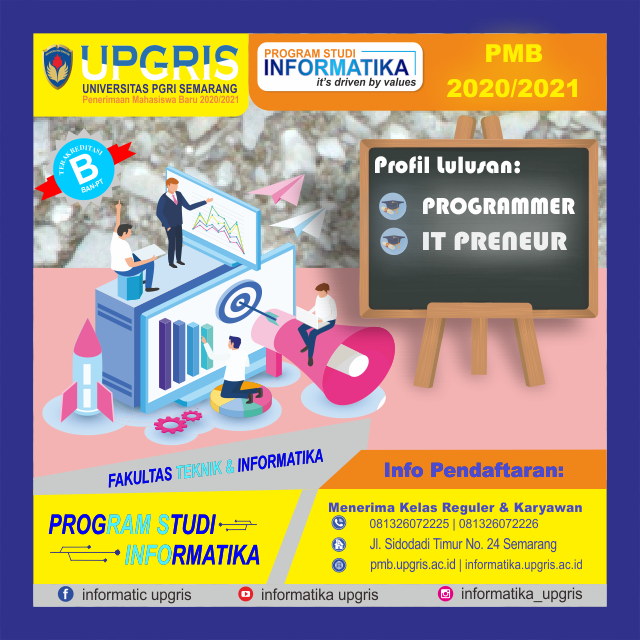 UPGRIS
UNIVERSITAS PGRI SEMARANG
Penerimaan Mahasiswa Baru 2020/2021
PROGRAM STUDI
INFORMATIKA
it's driven by values
PMB
2020/2021
TERAKREDITASI
B
BAN-PT
Profil Lulusan:
PROGRAMMER
IT PRENEUR
FAKULTAS TEKNIK & INFORMATIKA
PROGRAM STUDI
INFORMATIKA
Info Pendaftaran:
Menerima Kelas Reguler & Karyawan
081326072225 | 081326072226
Jl. Sidodadi Timur No. 24 Semarang
pmb.upgris.ac.id | informatika.upgris.ac.id
informatic upgris
informatika upgris
informatika_upgris